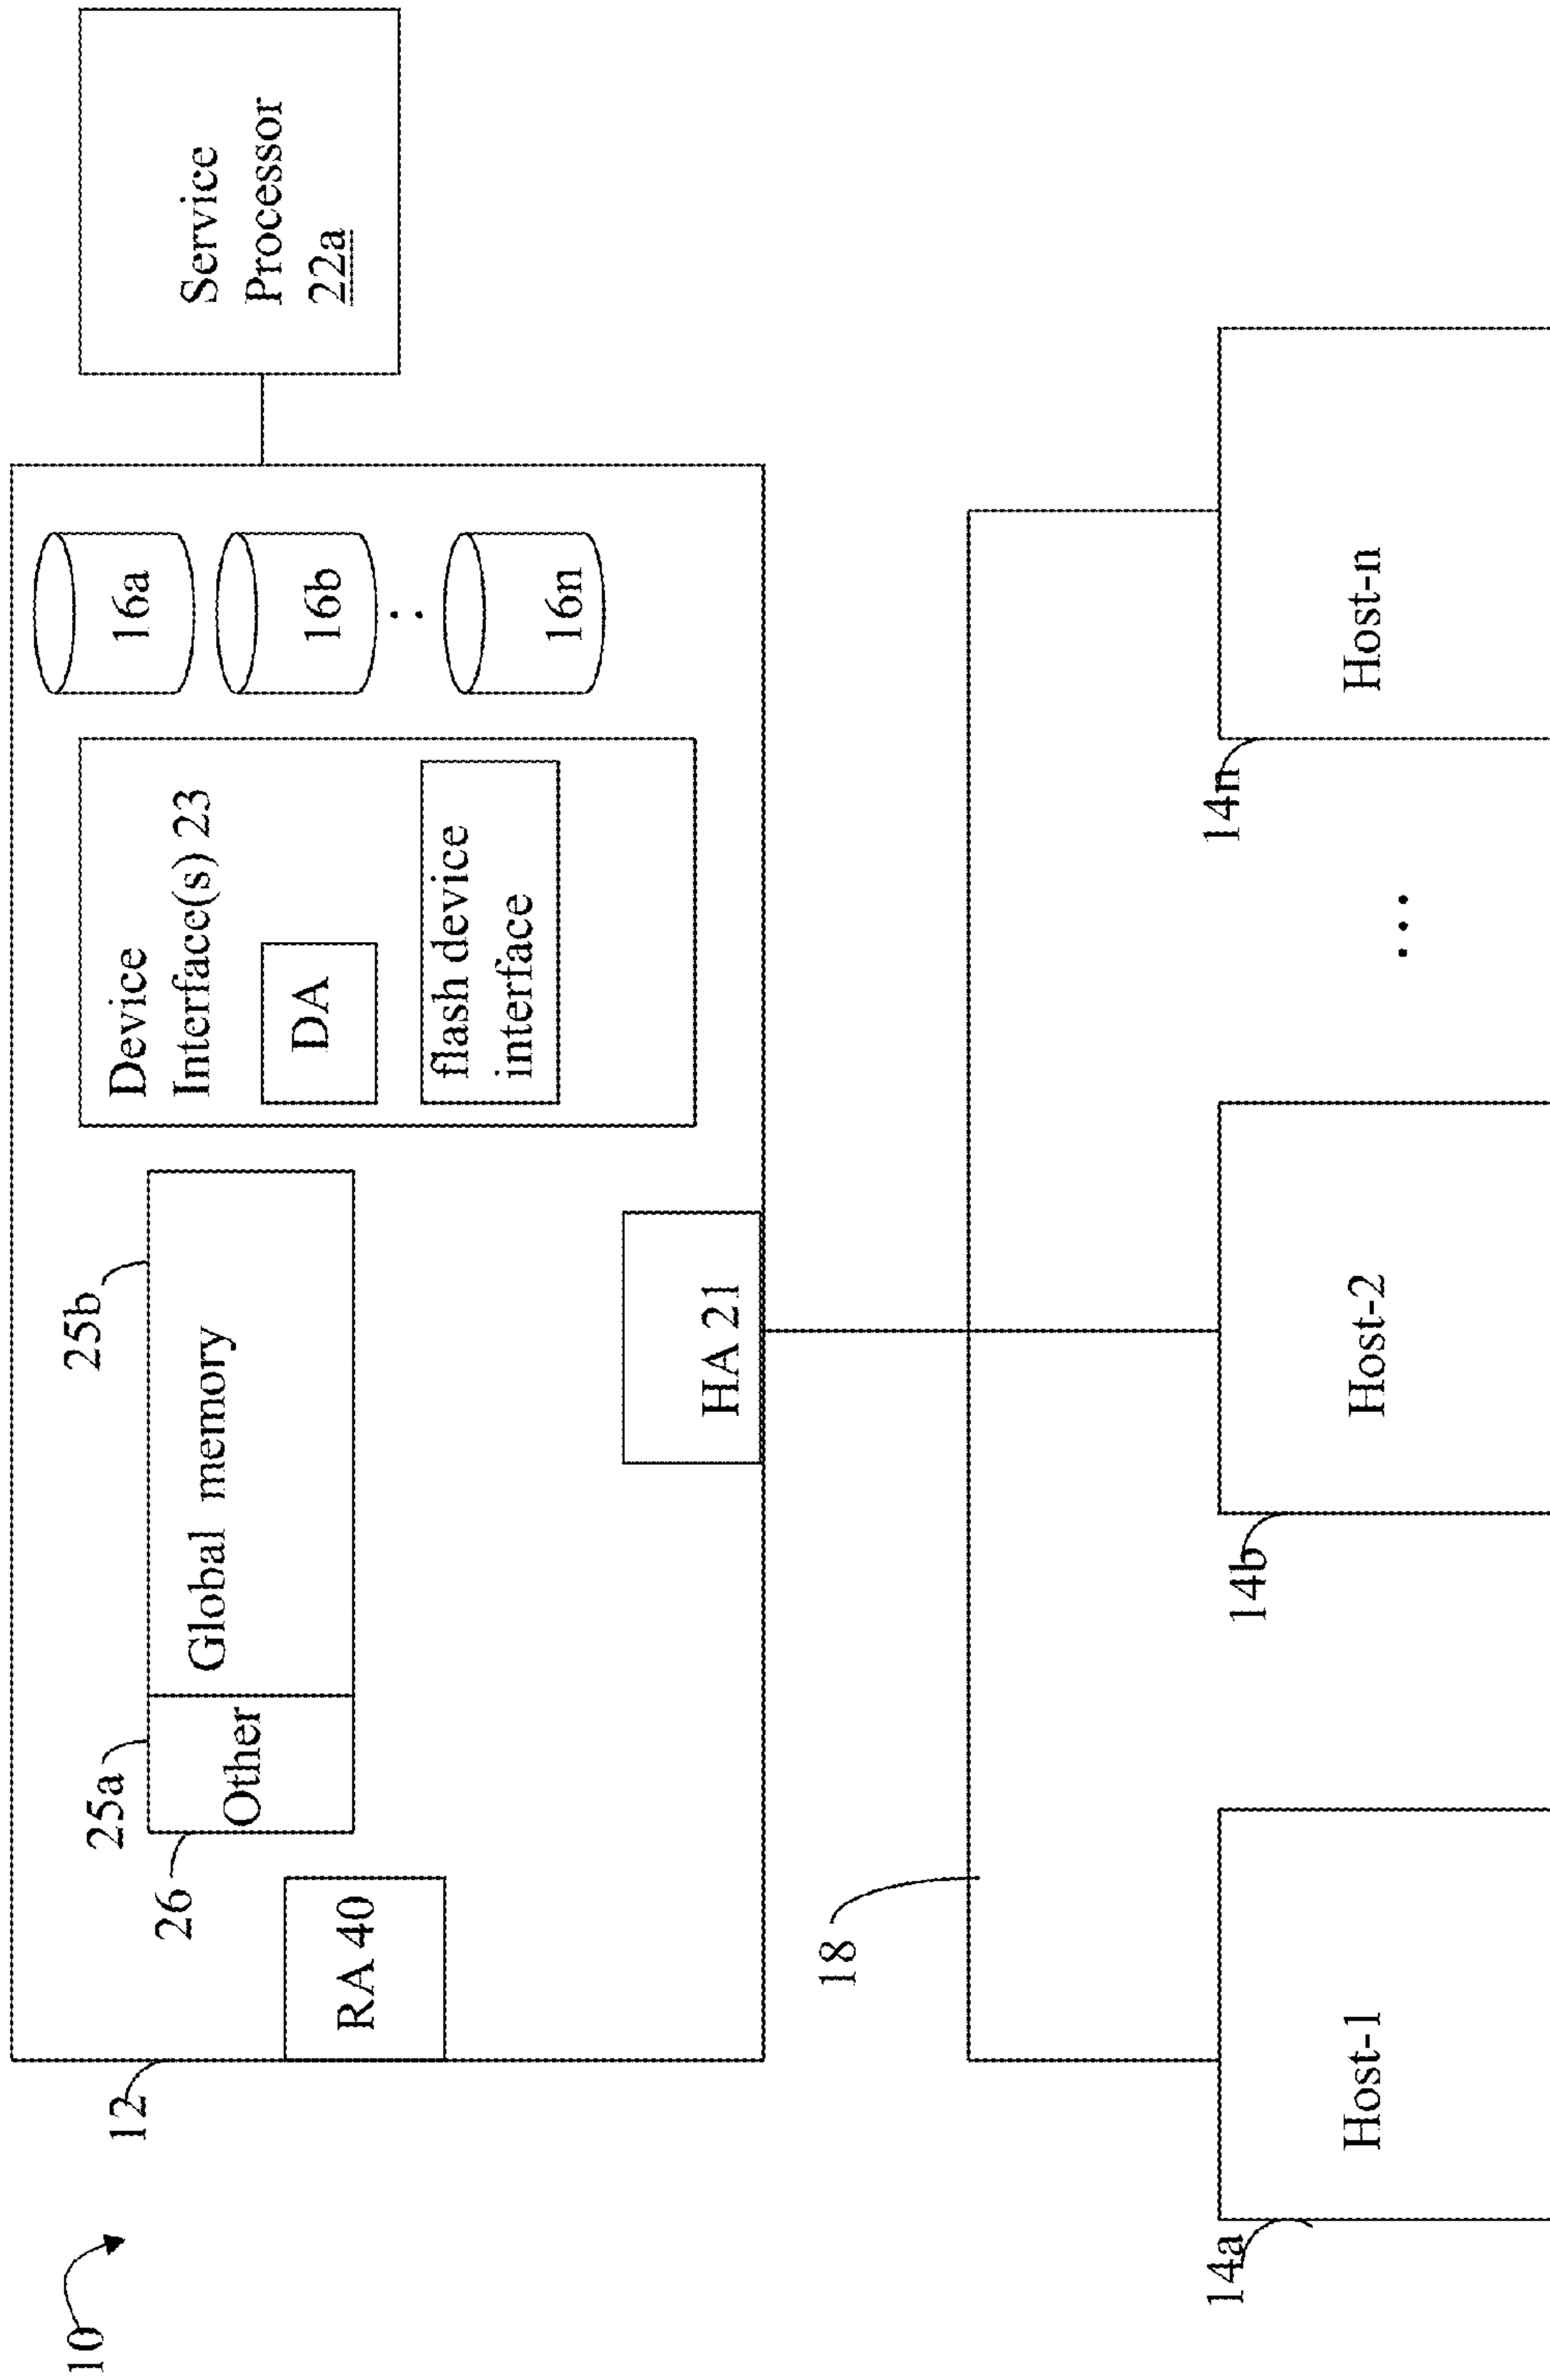 10
12
RA 40
26
25a
Other
25b
Global memory
HA 21
Device
Interface(s) 23
DA
flash device
interface
16a
16b
16n
Service
Processor
22a
18
14a
Host-1
14b
Host-2
...
14n
Host-n